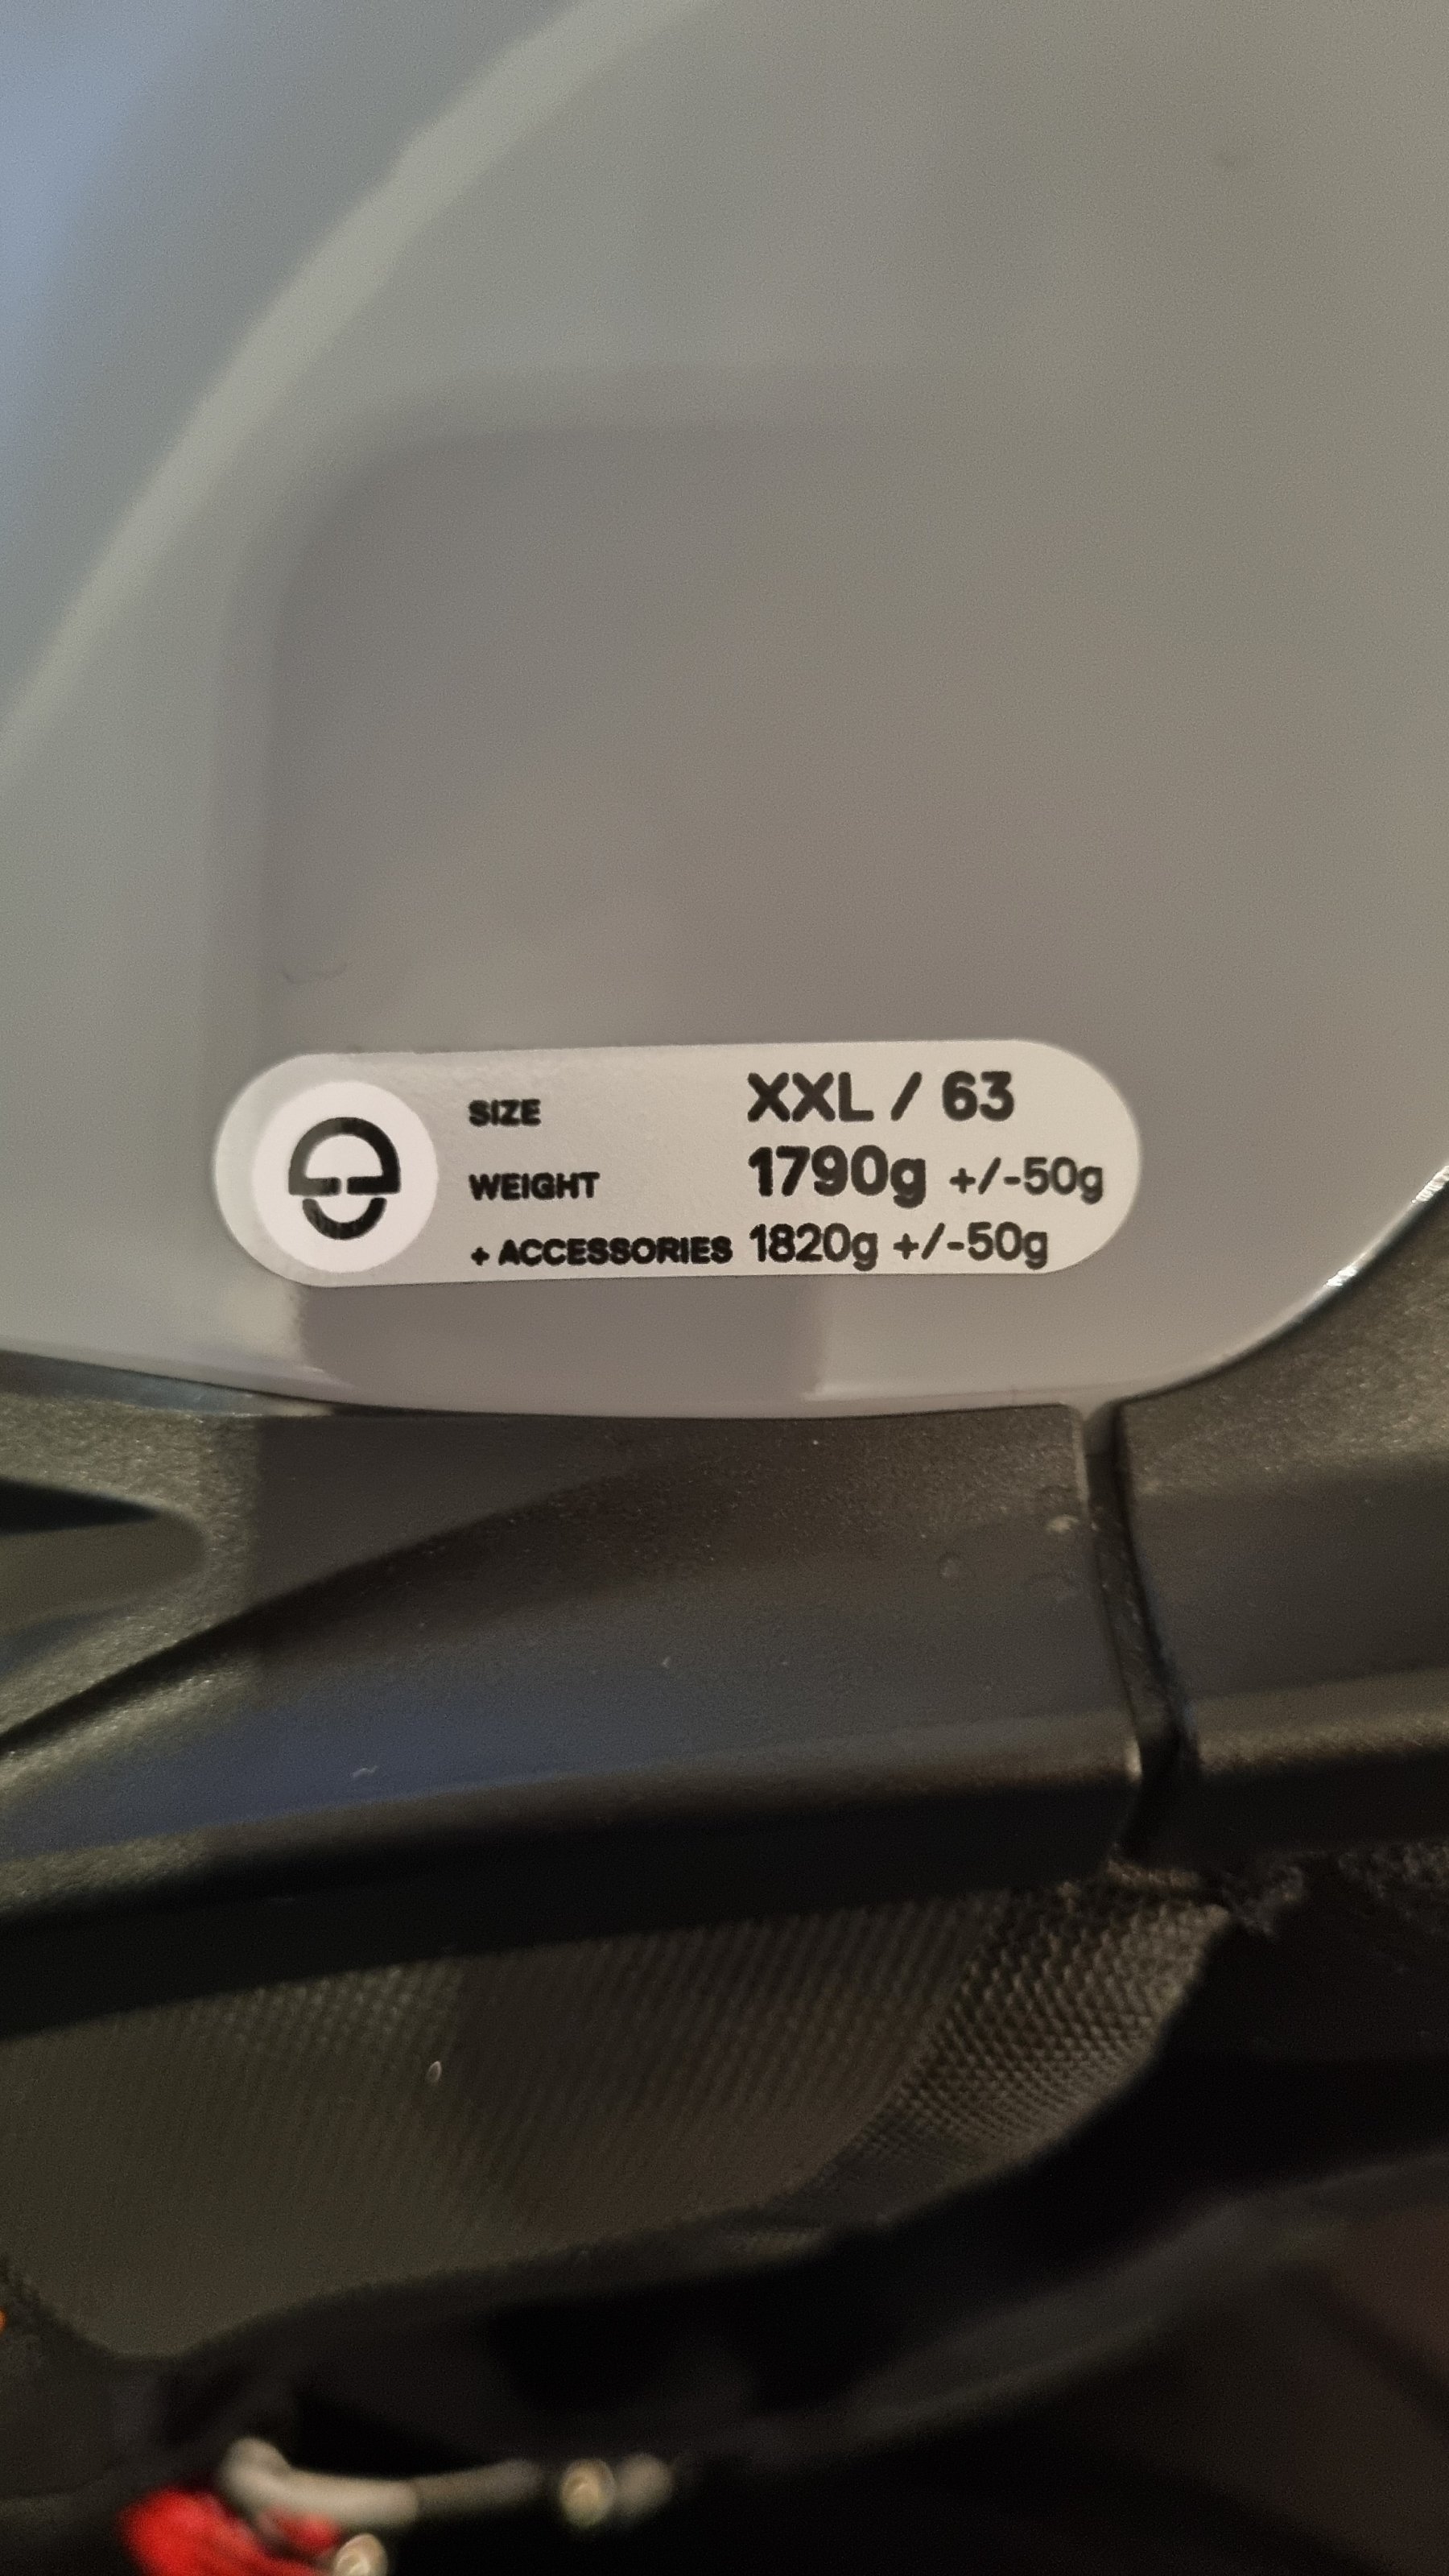 SIZE XXL / 63
WEIGHT 1790g +/-50g
+ ACCESSORIES 1820g +/-50g